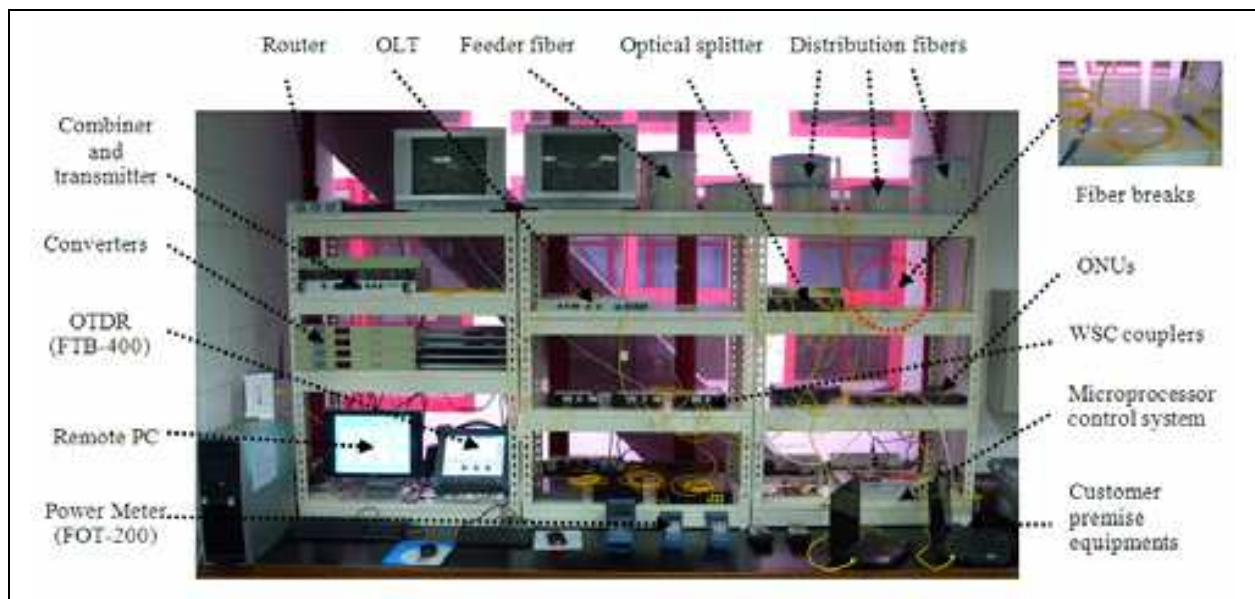 Router
OLT
Feeder fiber
Optical splitter
Distribution fibers
Combiner
and
transmitter
Converters
OTDR
(FTB-400)
Remote PC
Power Meter
(FOT-200)
Fiber breaks
ONUs
WSC couplers
Microprocessor
control system
Customer
premise
equipments